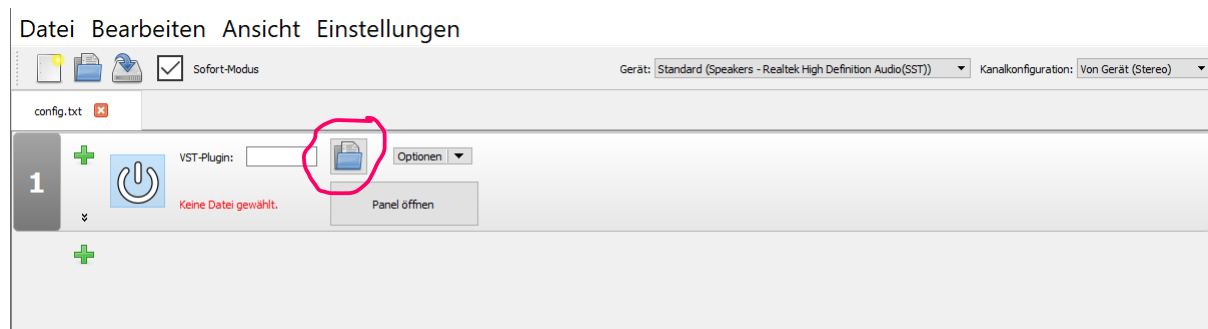 Datei Bearbeiten Ansicht Einstellungen
Sofort-Modus Gerät: Standard (Speakers - Realtek High Definition Audio(SST)) Kanalkonfiguration: Von Gerät (Stereo)
config.txt
1 VST-Plugin: Optionen
Keine Datei gewählt. Panel öffnen